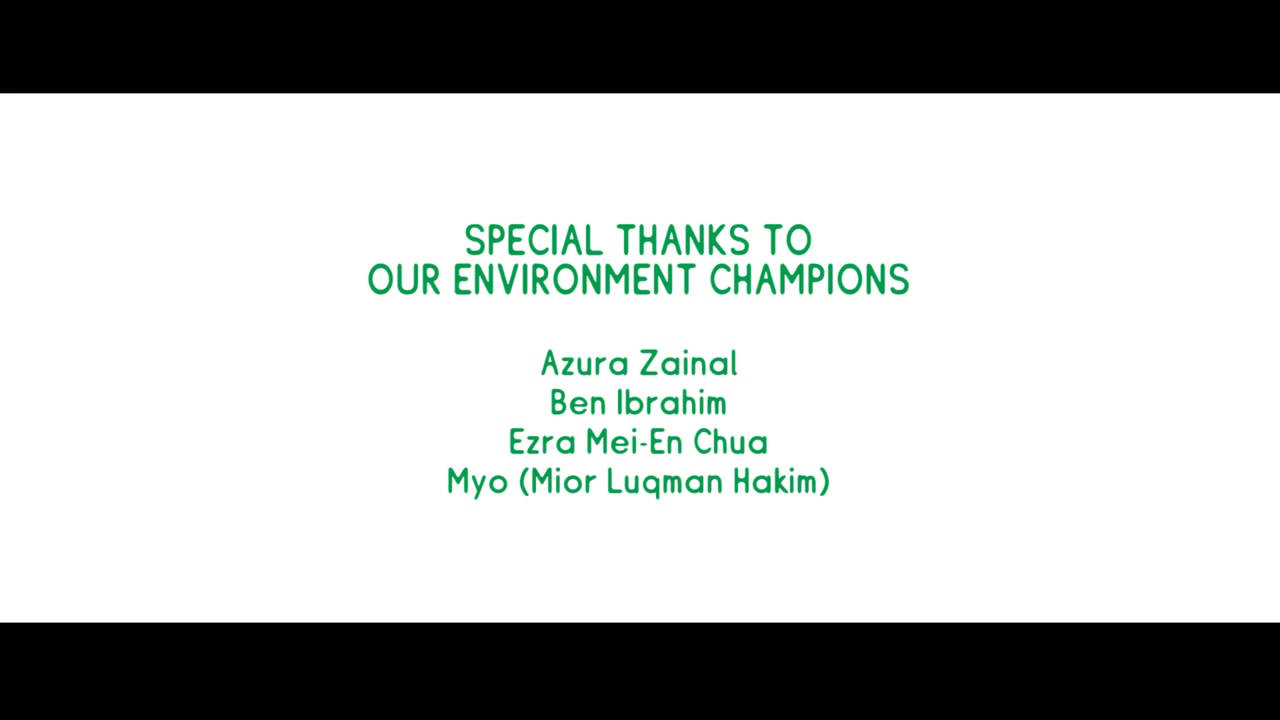 SPECIAL THANKS TO
OUR ENVIRONMENT CHAMPIONS
Azura Zainal
Ben Ibrahim
Ezra Mei-En Chua
Myo (Mior Luqman Hakim)